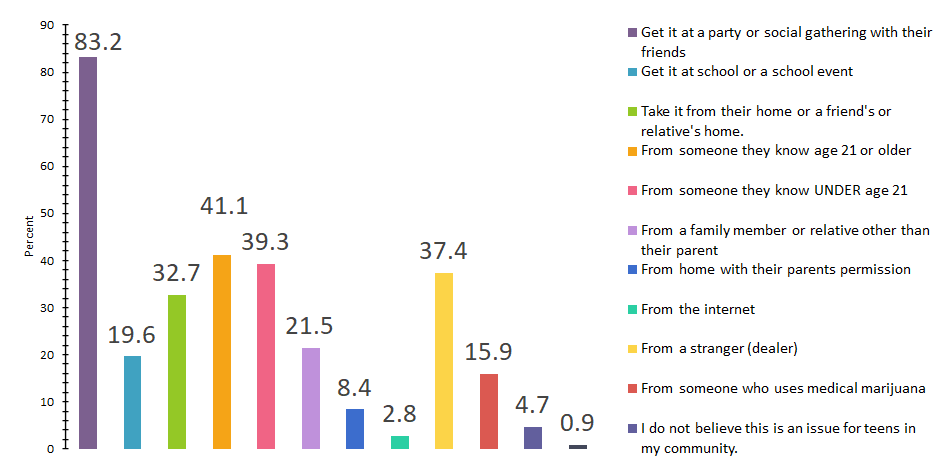 90
80
70
60
50
40
30
20
10
0
Percent
83.2
19.6
32.7
41.1
39.3
21.5
8.4
2.8
37.4
15.9
4.7
0.9
Get it at a party or social gathering with their
friends
Get it at school or a school event
Take it from their home or a friend's or
relative's home.
From someone they know age 21 or older
From someone they know UNDER age 21
From a family member or relative other than
their parent
From home with their parents permission
From the internet
From a stranger (dealer)
From someone who uses medical marijuana
I do not believe this is an issue for teens in
my community.